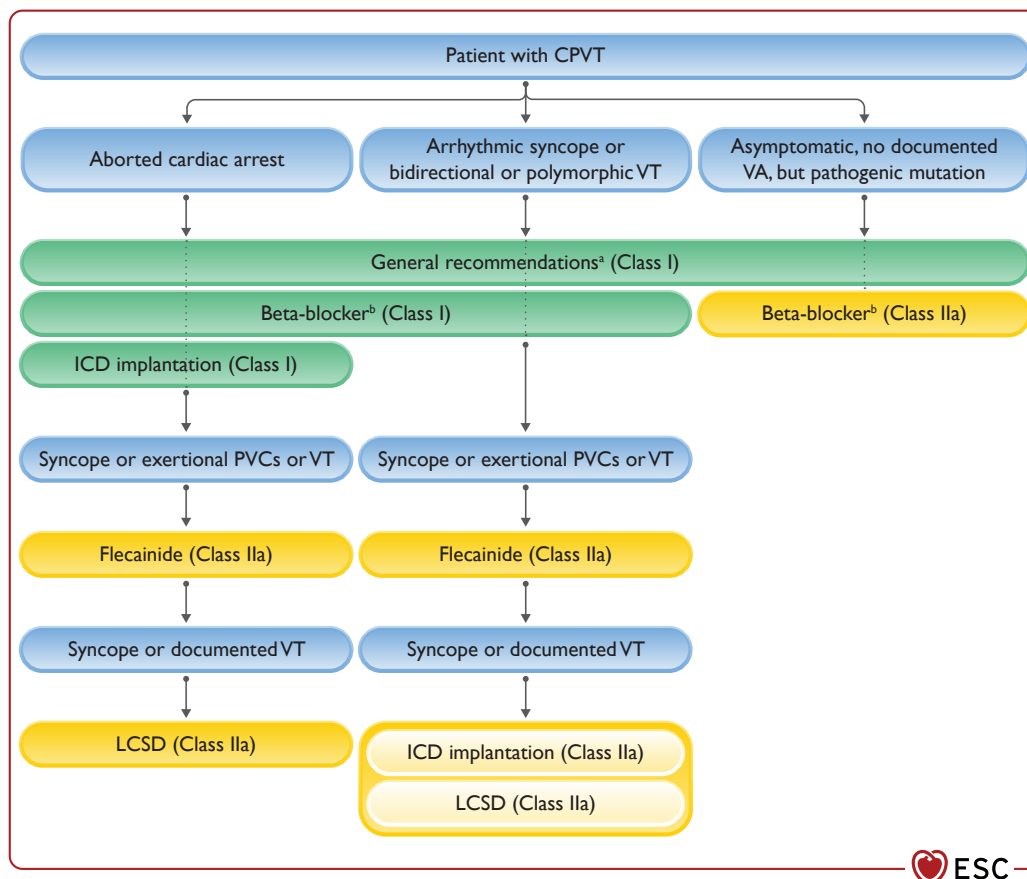 Patient with CPVT
Aborted cardiac arrest
Arrhythmic syncope or
bidirectional or polymorphic VT
Asymptomatic, no documented
VA, but pathogenic mutation
General recommendationsᵃ (Class I)
Beta-blockerᵇ (Class I)
Beta-blockerᵇ (Class IIa)
ICD implantation (Class I)
Syncope or exertional PVCs or VT
Syncope or exertional PVCs or VT
Flecainide (Class IIa)
Flecainide (Class IIa)
Syncope or documented VT
Syncope or documented VT
LCSD (Class IIa)
ICD implantation (Class IIa)
LCSD (Class IIa)
ESC